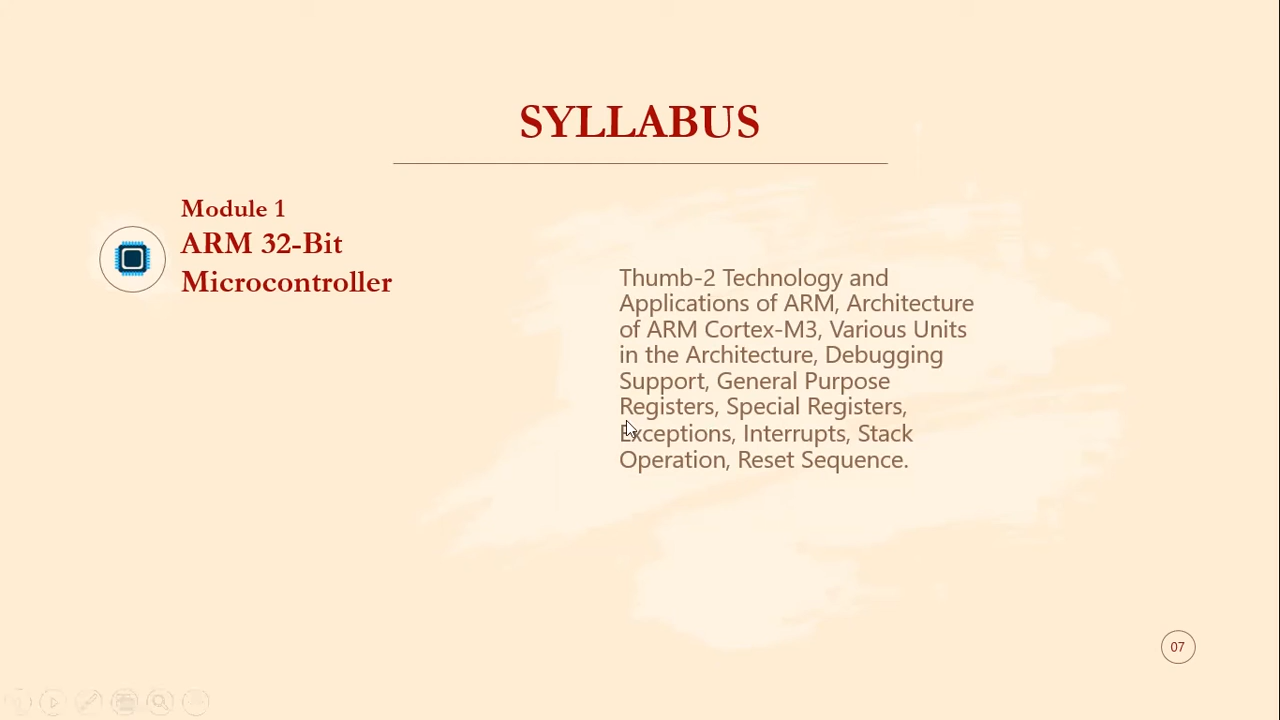 SYLLABUS
Module 1
ARM 32-Bit
Microcontroller
Thumb-2 Technology and
Applications of ARM, Architecture
of ARM Cortex-M3, Various Units
in the Architecture, Debugging
Support, General Purpose
Registers, Special Registers,
Exceptions, Interrupts, Stack
Operation, Reset Sequence.
07